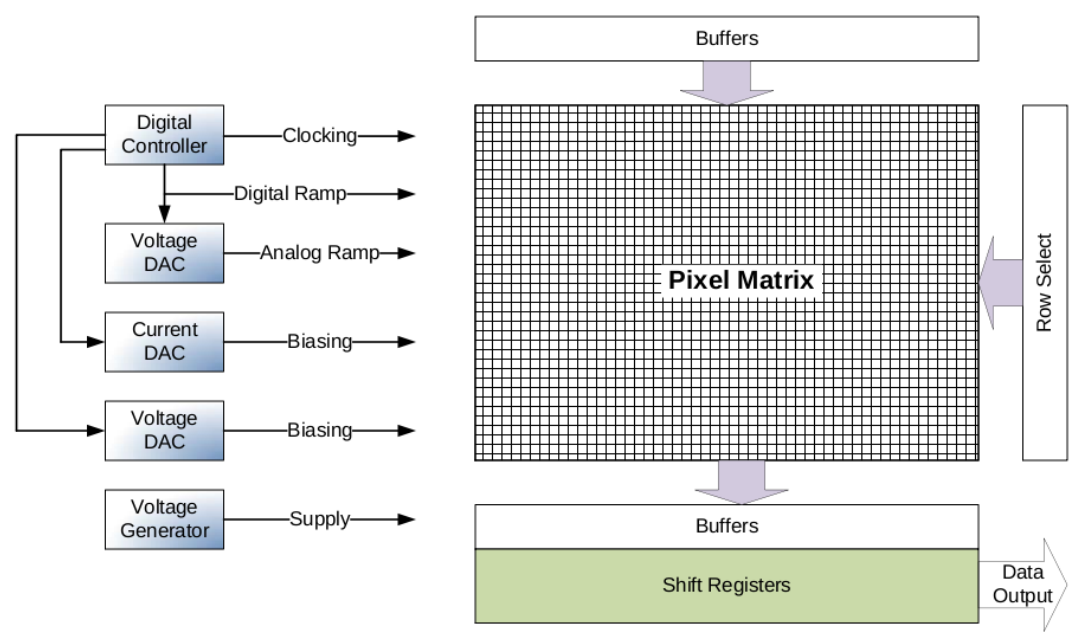 Buffers
Digital
Controller
Clocking
Digital Ramp
Voltage
DAC
Analog Ramp
Pixel Matrix
Row Select
Current
DAC
Biasing
Voltage
DAC
Biasing
Voltage
Generator
Supply
Buffers
Shift Registers
Data
Output